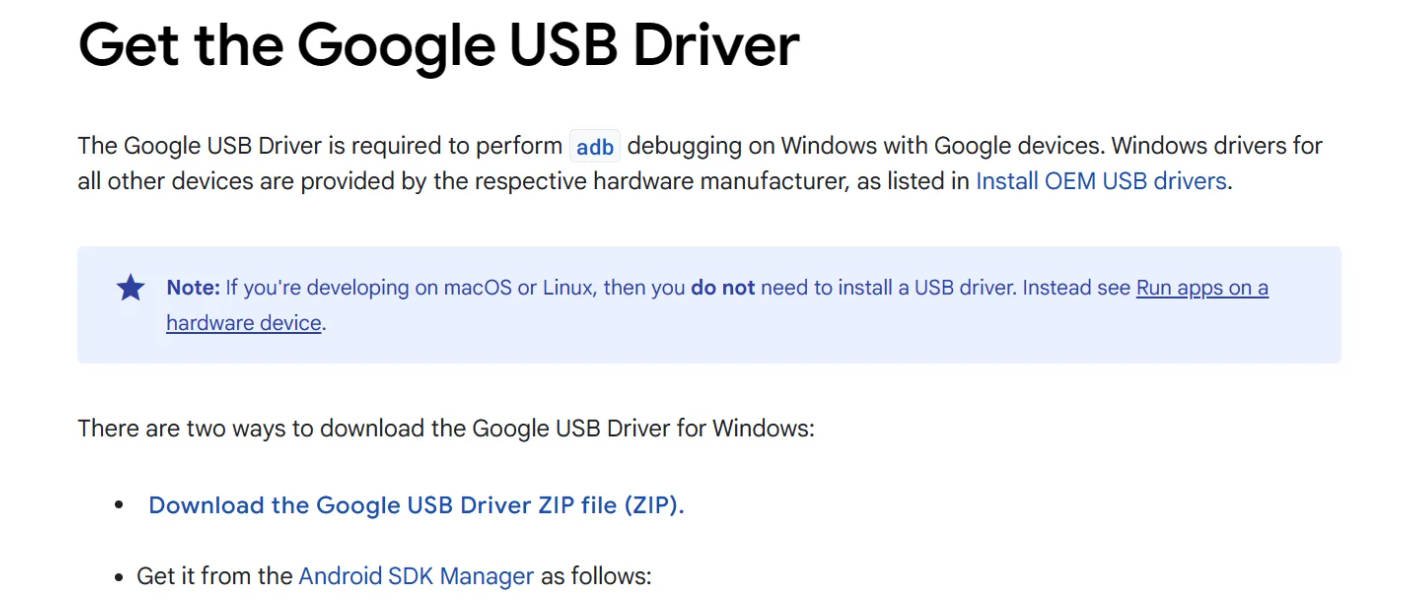 Get the Google USB Driver
The Google USB Driver is required to perform adb debugging on Windows with Google devices. Windows drivers for
all other devices are provided by the respective hardware manufacturer, as listed in Install OEM USB drivers.
Note: If you're developing on macOS or Linux, then you do not need to install a USB driver. Instead see Run apps on a
hardware device.
There are two ways to download the Google USB Driver for Windows:
• Download the Google USB Driver ZIP file (ZIP).
• Get it from the Android SDK Manager as follows: